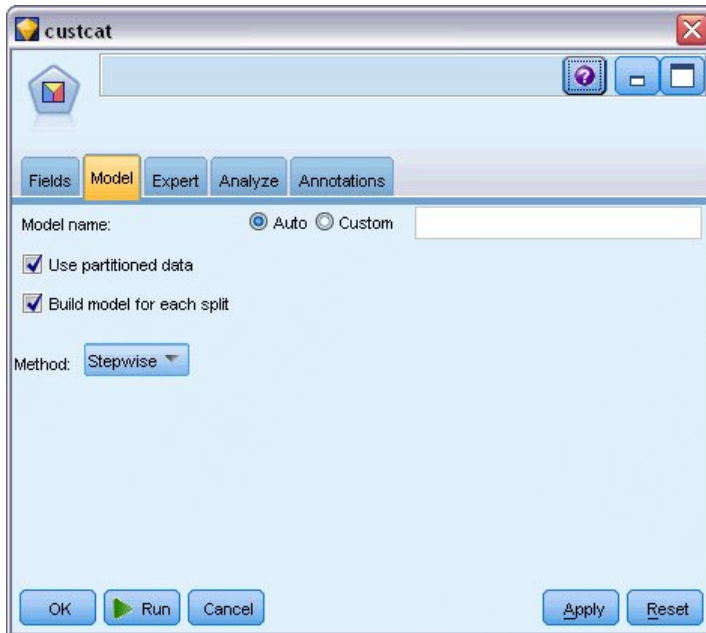 custcat
?
Fields Model Expert Analyze Annotations
Model name: Auto Custom
Use partitioned data
Build model for each split
Method: Stepwise
OK Run Cancel Apply Reset